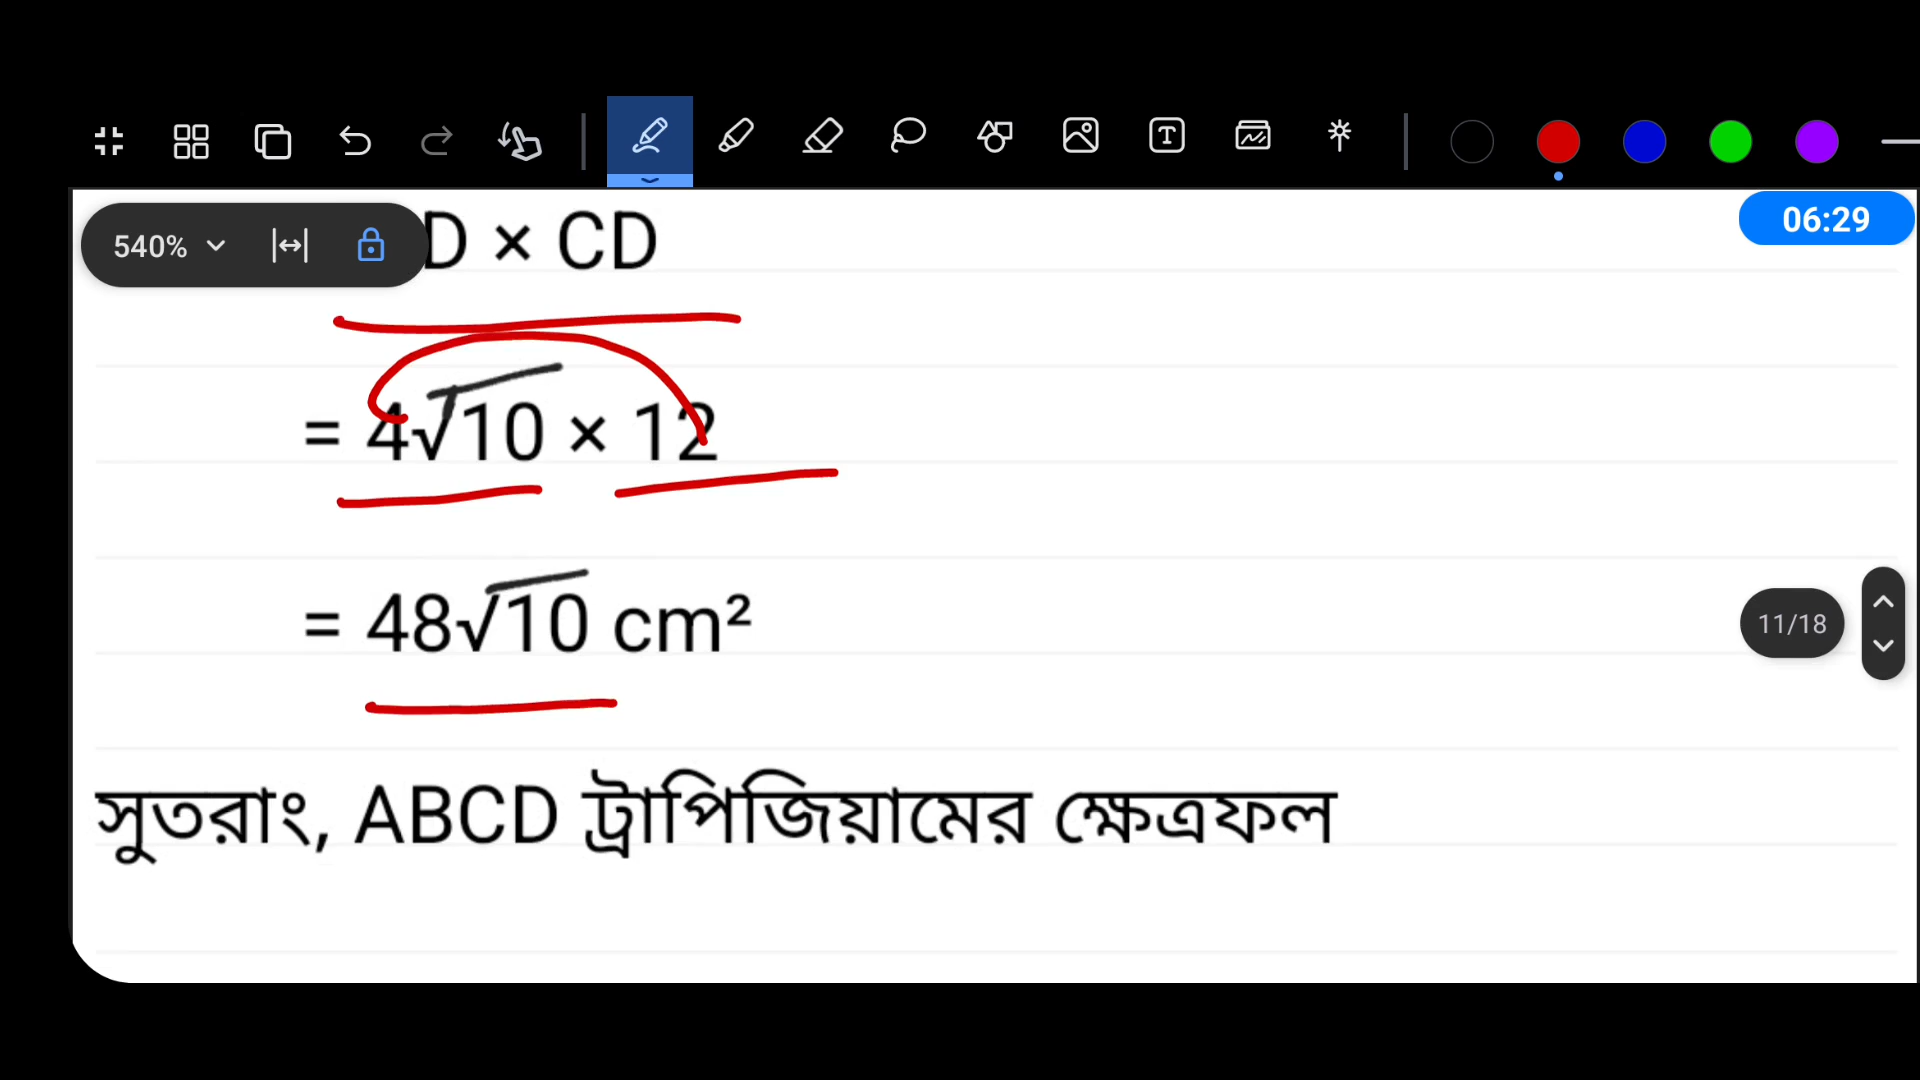 540%
06:29
D × CD
= 4√10 × 12
= 48√10 cm²
11/18
সুতরাং, ABCD ট্রাপিজিয়ামের ক্ষেত্রফল